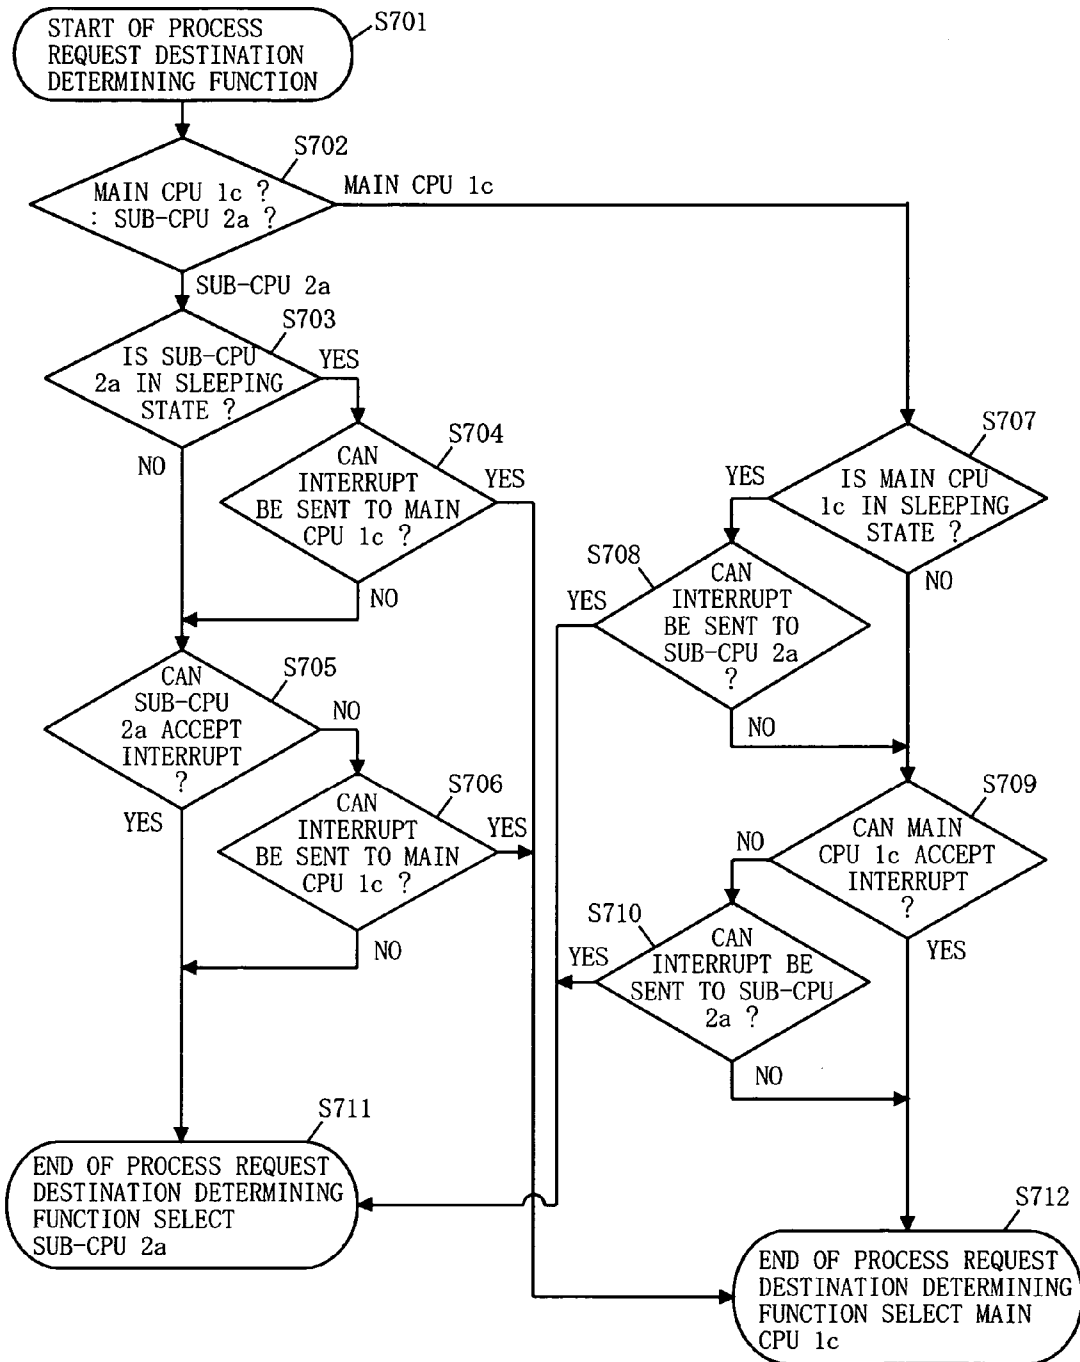 START OF PROCESS
REQUEST DESTINATION
DETERMINING FUNCTION
S701
S702
MAIN CPU 1c ?
: SUB-CPU 2a ?
MAIN CPU 1c
SUB-CPU 2a
S703
IS SUB-CPU
2a IN SLEEPING
STATE ?
YES
NO
S704
CAN
INTERRUPT
BE SENT TO MAIN
CPU 1c ?
YES
NO
S707
IS MAIN CPU
1c IN SLEEPING
STATE ?
YES
NO
S708
CAN
INTERRUPT
BE SENT TO
SUB-CPU 2a
?
YES
NO
S705
CAN
SUB-CPU
2a ACCEPT
INTERRUPT
?
NO
YES
S706
CAN
INTERRUPT
BE SENT TO MAIN
CPU 1c ?
YES
NO
S709
CAN MAIN
CPU 1c ACCEPT
INTERRUPT
?
NO
YES
S710
CAN
INTERRUPT BE
SENT TO SUB-CPU
2a ?
YES
NO
S711
END OF PROCESS REQUEST
DESTINATION DETERMINING
FUNCTION SELECT
SUB-CPU 2a
S712
END OF PROCESS REQUEST
DESTINATION DETERMINING
FUNCTION SELECT MAIN
CPU 1c